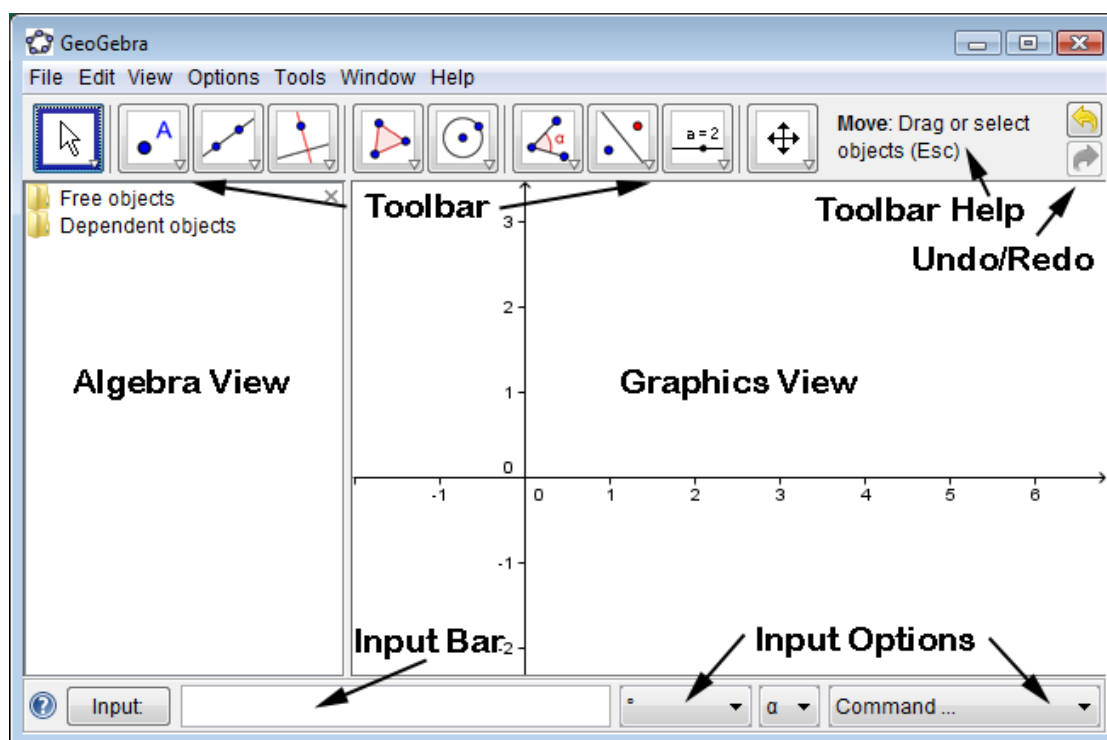 GeoGebra
File Edit View Options Tools Window Help
A
α
a = 2
Move: Drag or select
objects (Esc)
Free objects
Dependent objects
Toolbar
Toolbar Help
Undo/Redo
Algebra View
Graphics View
3
2
1
0
-1
-2
-1 0 1 2 3 4 5 6
Input Bar
Input Options
? Input: ° α Command ...